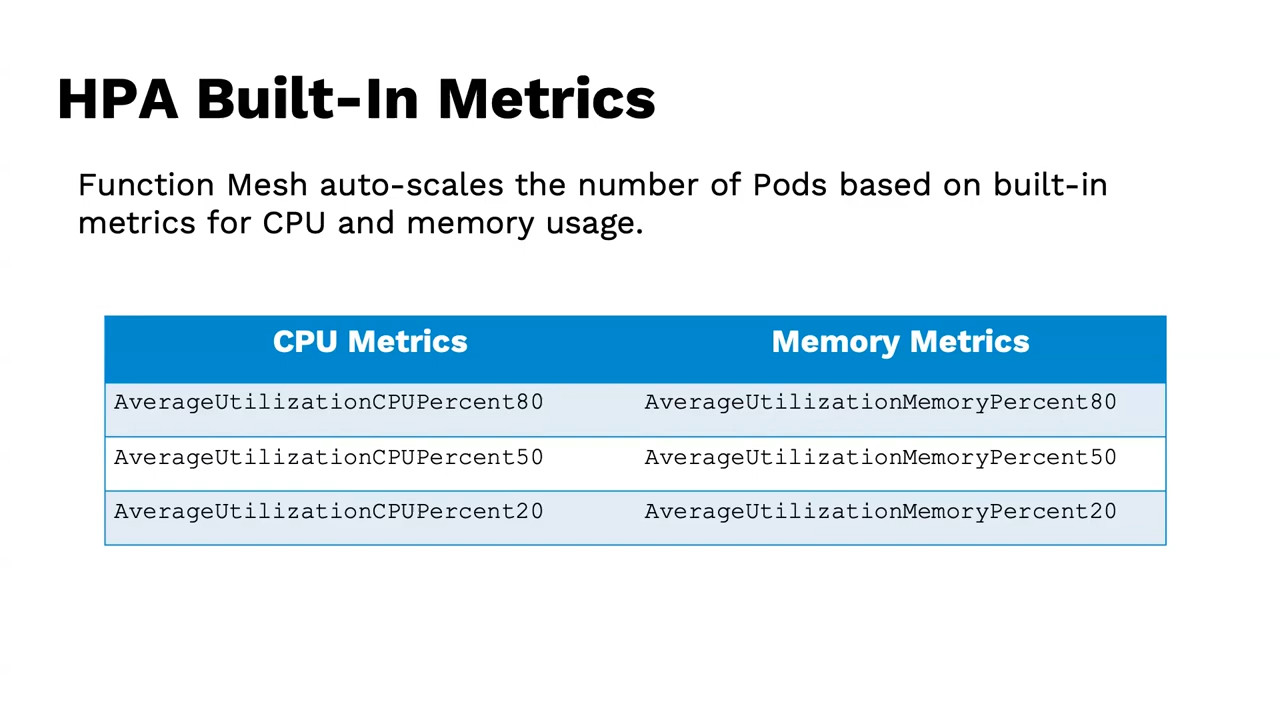 HPA Built-In Metrics
Function Mesh auto-scales the number of Pods based on built-in
metrics for CPU and memory usage.
CPU Metrics Memory Metrics
AverageUtilizationCPUPercent80 AverageUtilizationMemoryPercent80
AverageUtilizationCPUPercent50 AverageUtilizationMemoryPercent50
AverageUtilizationCPUPercent20 AverageUtilizationMemoryPercent20